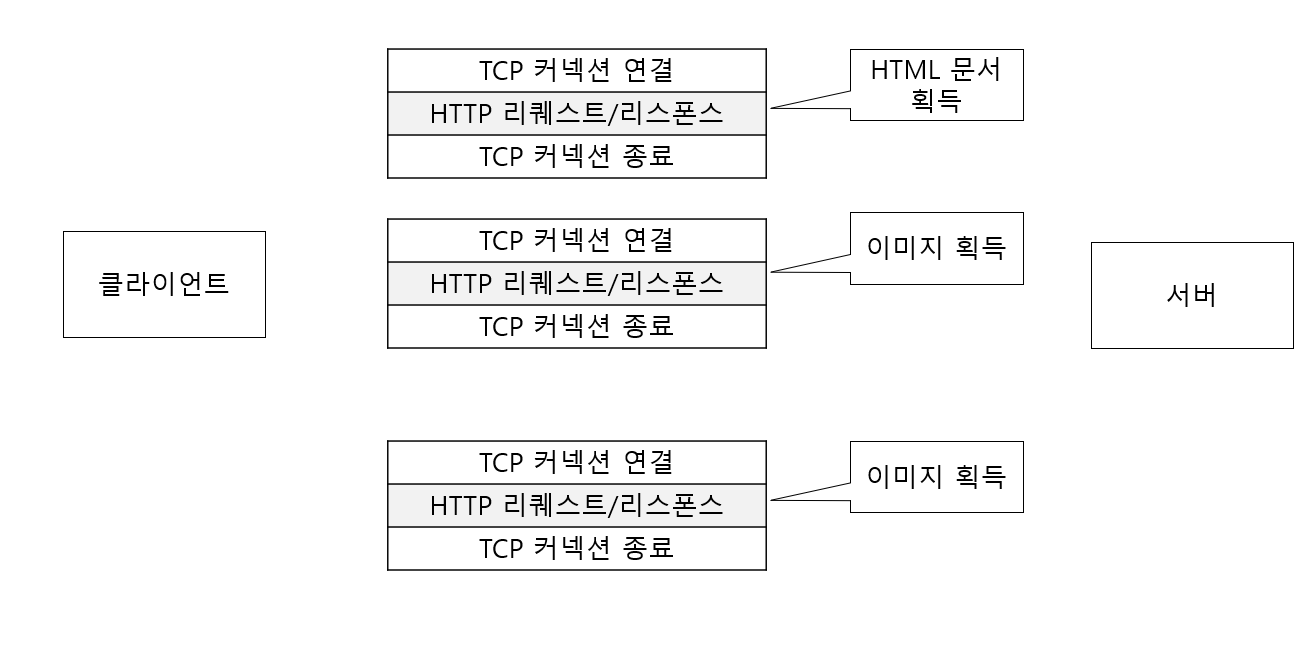 TCP 커넥션 연결
HTTP 리퀘스트/리스폰스
TCP 커넥션 종료
HTML 문서
획득
클라이언트
TCP 커넥션 연결
HTTP 리퀘스트/리스폰스
TCP 커넥션 종료
이미지 획득
서버
TCP 커넥션 연결
HTTP 리퀘스트/리스폰스
TCP 커넥션 종료
이미지 획득